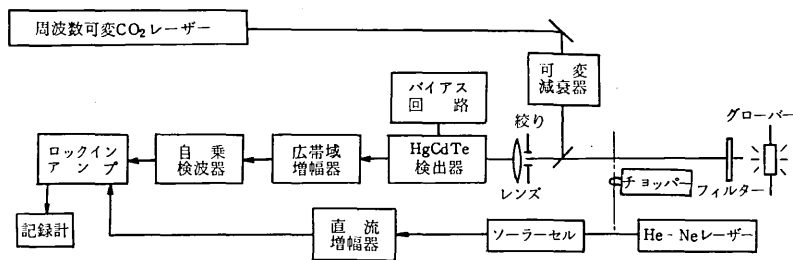 周波数可変CO₂レーザー
可変
減衰器
バイアス
回路
絞り
グローバー
ロックイン
アンプ
自乗
検波器
広帯域
増幅器
HgCdTe
検出器
レンズ
チョッパー
フィルター
記録計
直流
増幅器
ソーラーセル
He-Neレーザー